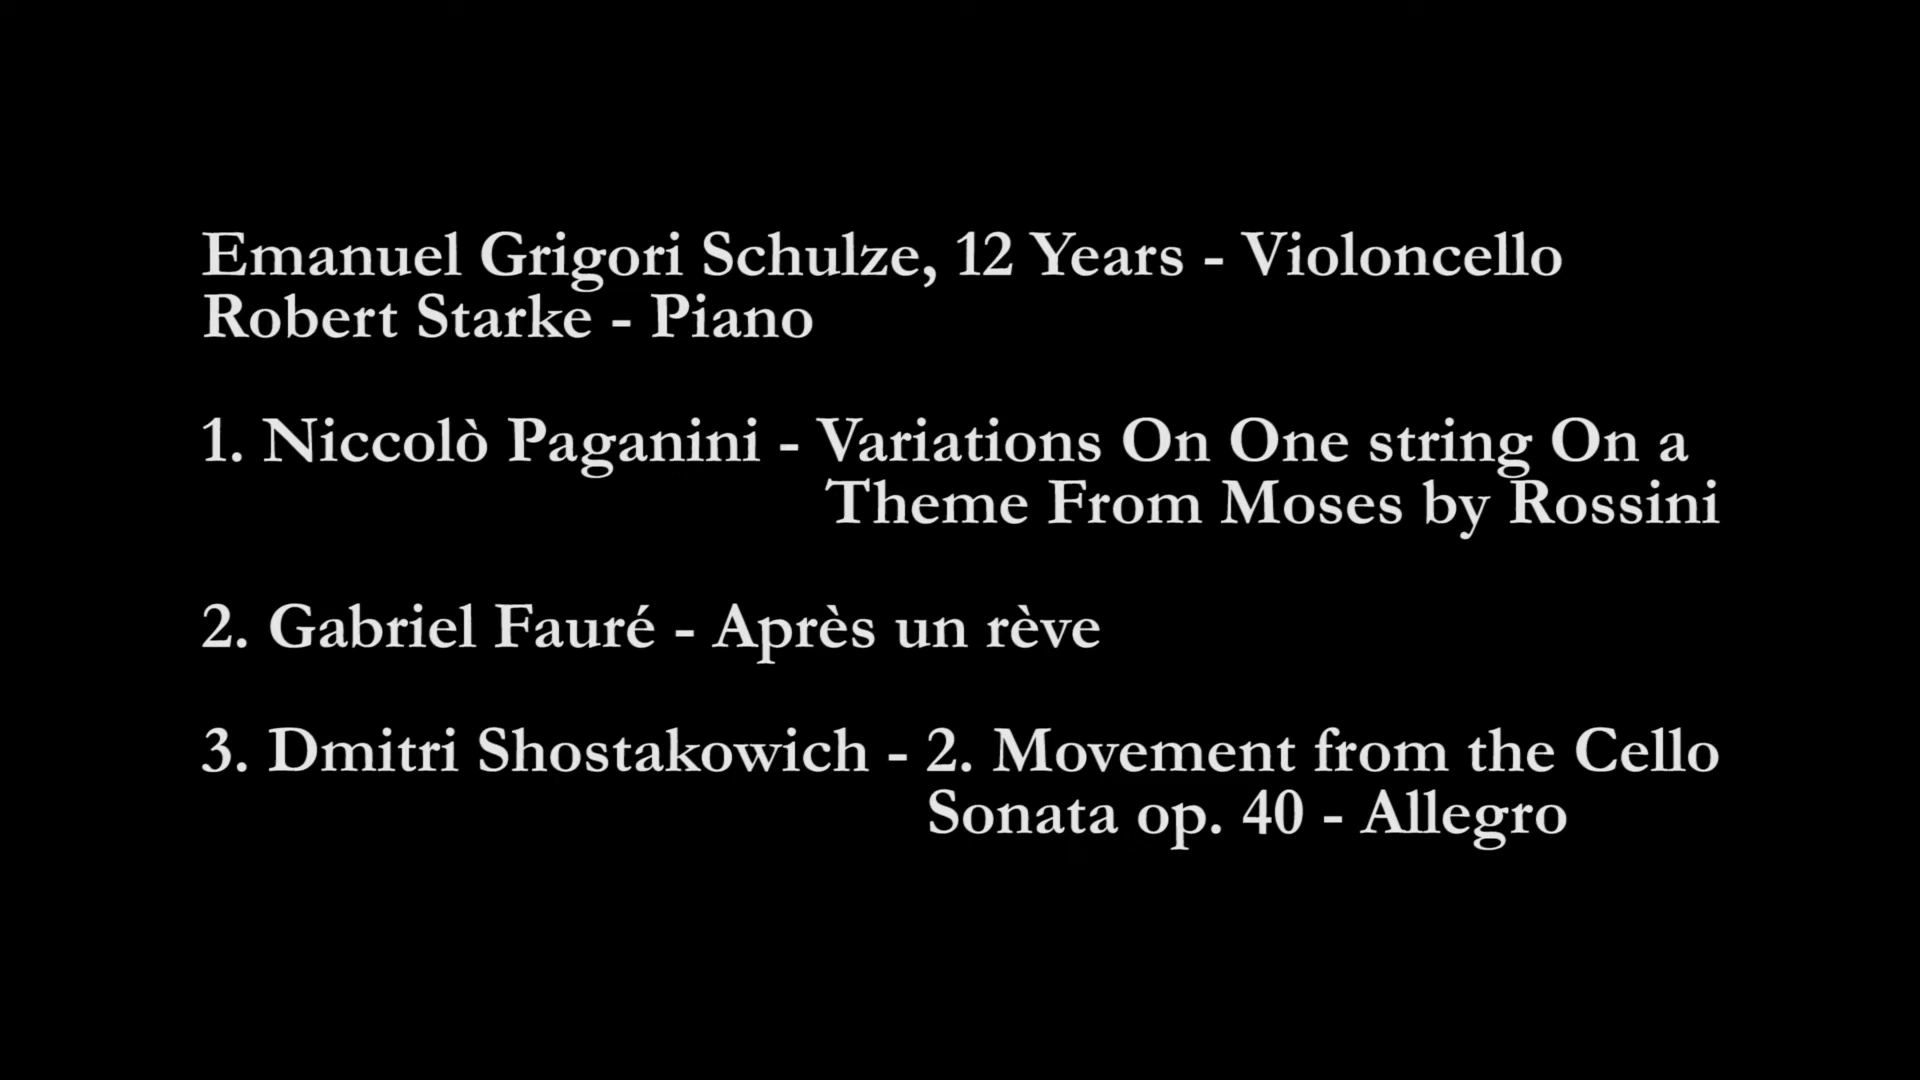 Emanuel Grigori Schulze, 12 Years - Violoncello
Robert Starke - Piano
1. Niccolò Paganini - Variations On One string On a
Theme From Moses by Rossini
2. Gabriel Fauré - Après un rève
3. Dmitri Shostakowich - 2. Movement from the Cello
Sonata op. 40 - Allegro